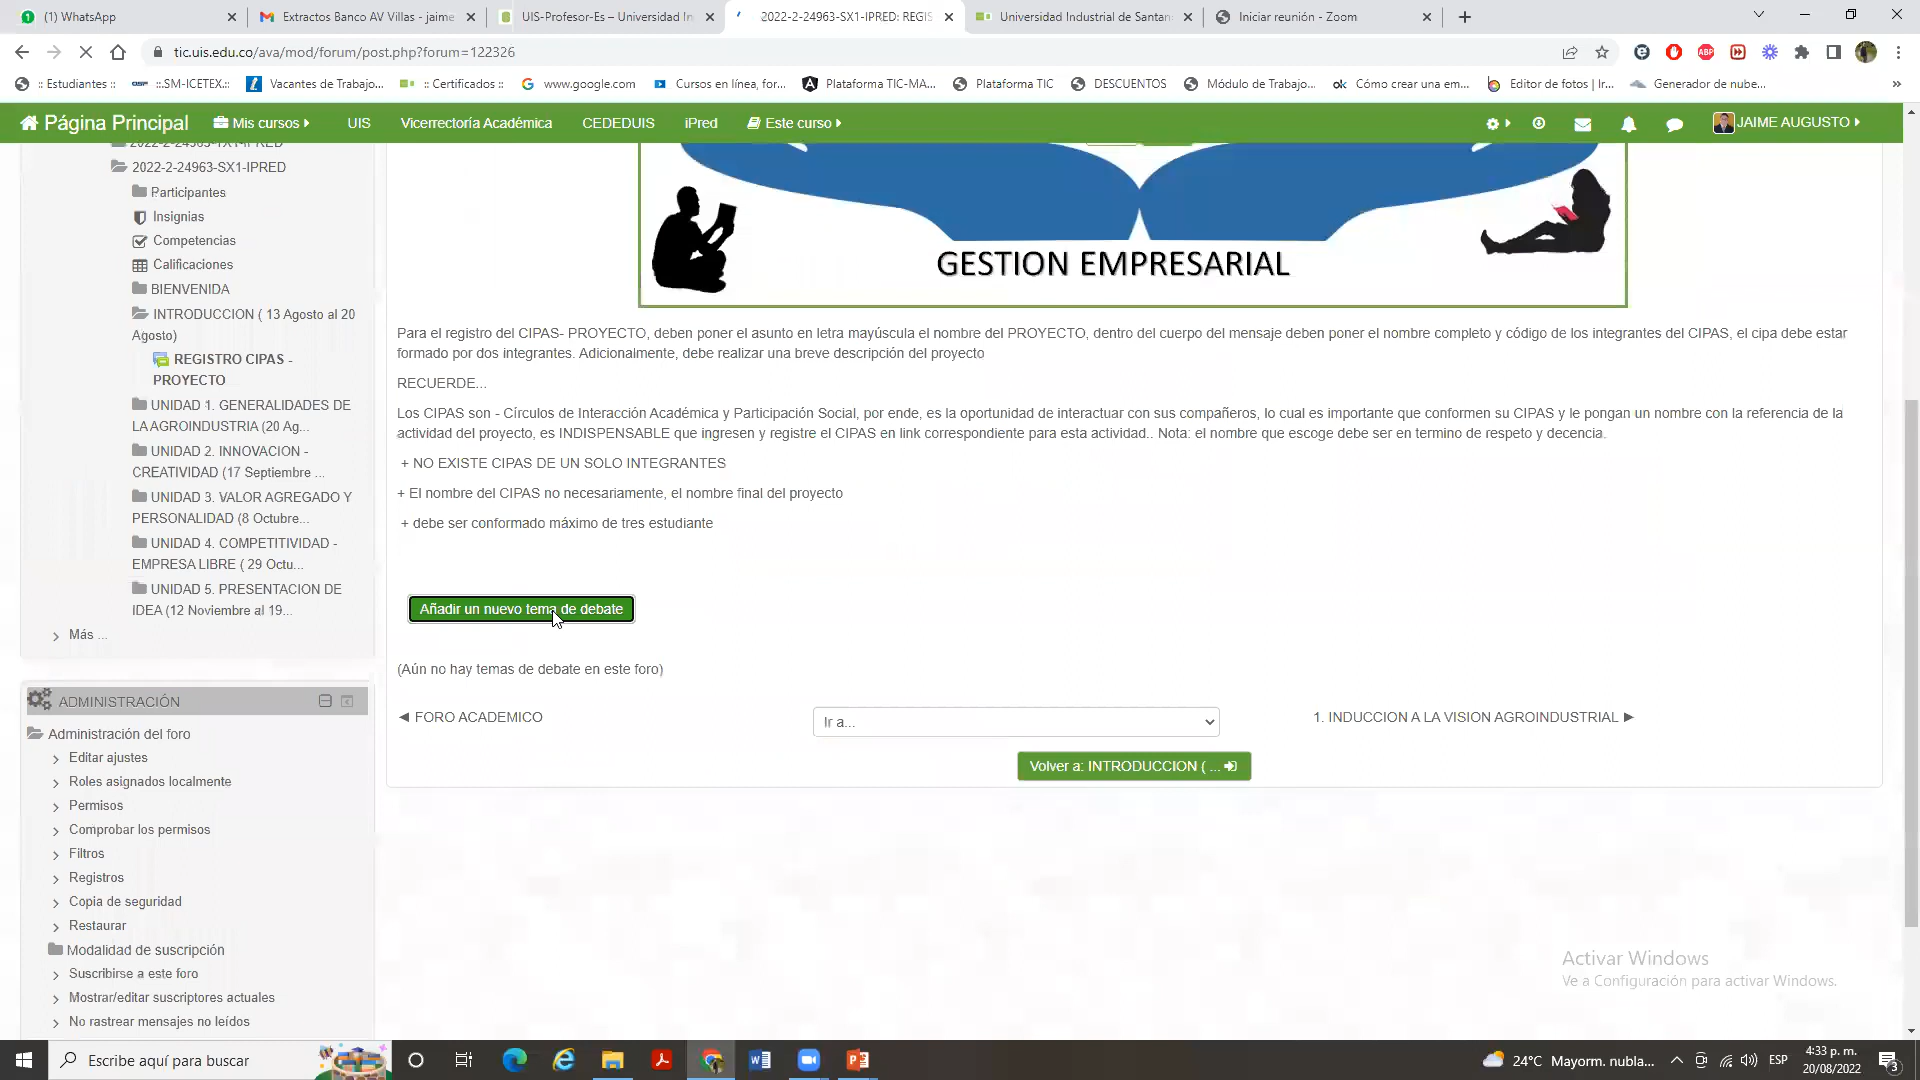 (1) WhatsApp
Extractos Banco AV Villas - jaime
UIS-Profesor-Es – Universidad In
2022-2-24963-SX1-IPRED: REGIS
Universidad Industrial de Santan
Iniciar reunión - Zoom
tic.uis.edu.co/ava/mod/forum/post.php?forum=122326
:: Estudiantes ::
::.SM-ICETEX.::
Vacantes de Trabajo...
:: Certificados ::
www.google.com
Cursos en línea, for...
Plataforma TIC-MA...
Plataforma TIC
DESCUENTOS
Módulo de Trabajo...
ok Cómo crear una em...
Editor de fotos | Ir...
Generador de nube...
»
Página Principal
Mis cursos
UIS
Vicerrectoría Académica
CEDEDUIS
iPred
Este curso
JAIME AUGUSTO
2022-2-24963-SX1-IPRED
Participantes
Insignias
Competencias
Calificaciones
BIENVENIDA
INTRODUCCION ( 13 Agosto al 20
Agosto)
REGISTRO CIPAS -
PROYECTO
UNIDAD 1. GENERALIDADES DE
LA AGROINDUSTRIA (20 Ag...
UNIDAD 2. INNOVACION -
CREATIVIDAD (17 Septiembre ...
UNIDAD 3. VALOR AGREGADO Y
PERSONALIDAD (8 Octubre...
UNIDAD 4. COMPETITIVIDAD -
EMPRESA LIBRE ( 29 Octu...
UNIDAD 5. PRESENTACION DE
IDEA (12 Noviembre al 19...
Más ...
ADMINISTRACIÓN
Administración del foro
Editar ajustes
Roles asignados localmente
Permisos
Comprobar los permisos
Filtros
Registros
Copia de seguridad
Restaurar
Modalidad de suscripción
Suscribirse a este foro
Mostrar/editar suscriptores actuales
No rastrear mensajes no leídos
GESTION EMPRESARIAL
Para el registro del CIPAS- PROYECTO, deben poner el asunto en letra mayúscula el nombre del PROYECTO, dentro del cuerpo del mensaje deben poner el nombre completo y código de los integrantes del CIPAS, el cipa debe estar
formado por dos integrantes. Adicionalmente, debe realizar una breve descripción del proyecto
RECUERDE...
Los CIPAS son - Círculos de Interacción Académica y Participación Social, por ende, es la oportunidad de interactuar con sus compañeros, lo cual es importante que conformen su CIPAS y le pongan un nombre con la referencia de la
actividad del proyecto, es INDISPENSABLE que ingresen y registre el CIPAS en link correspondiente para esta actividad.. Nota: el nombre que escoge debe ser en termino de respeto y decencia.
+ NO EXISTE CIPAS DE UN SOLO INTEGRANTES
+ El nombre del CIPAS no necesariamente, el nombre final del proyecto
+ debe ser conformado máximo de tres estudiante
Añadir un nuevo tema de debate
(Aún no hay temas de debate en este foro)
◄ FORO ACADEMICO
Ir a...
1. INDUCCION A LA VISION AGROINDUSTRIAL ►
Volver a: INTRODUCCION ( ...
Activar Windows
Ve a Configuración para activar Windows.
Escribe aquí para buscar
24°C Mayorm. nubla...
ESP
4:33 p. m.
20/08/2022
3